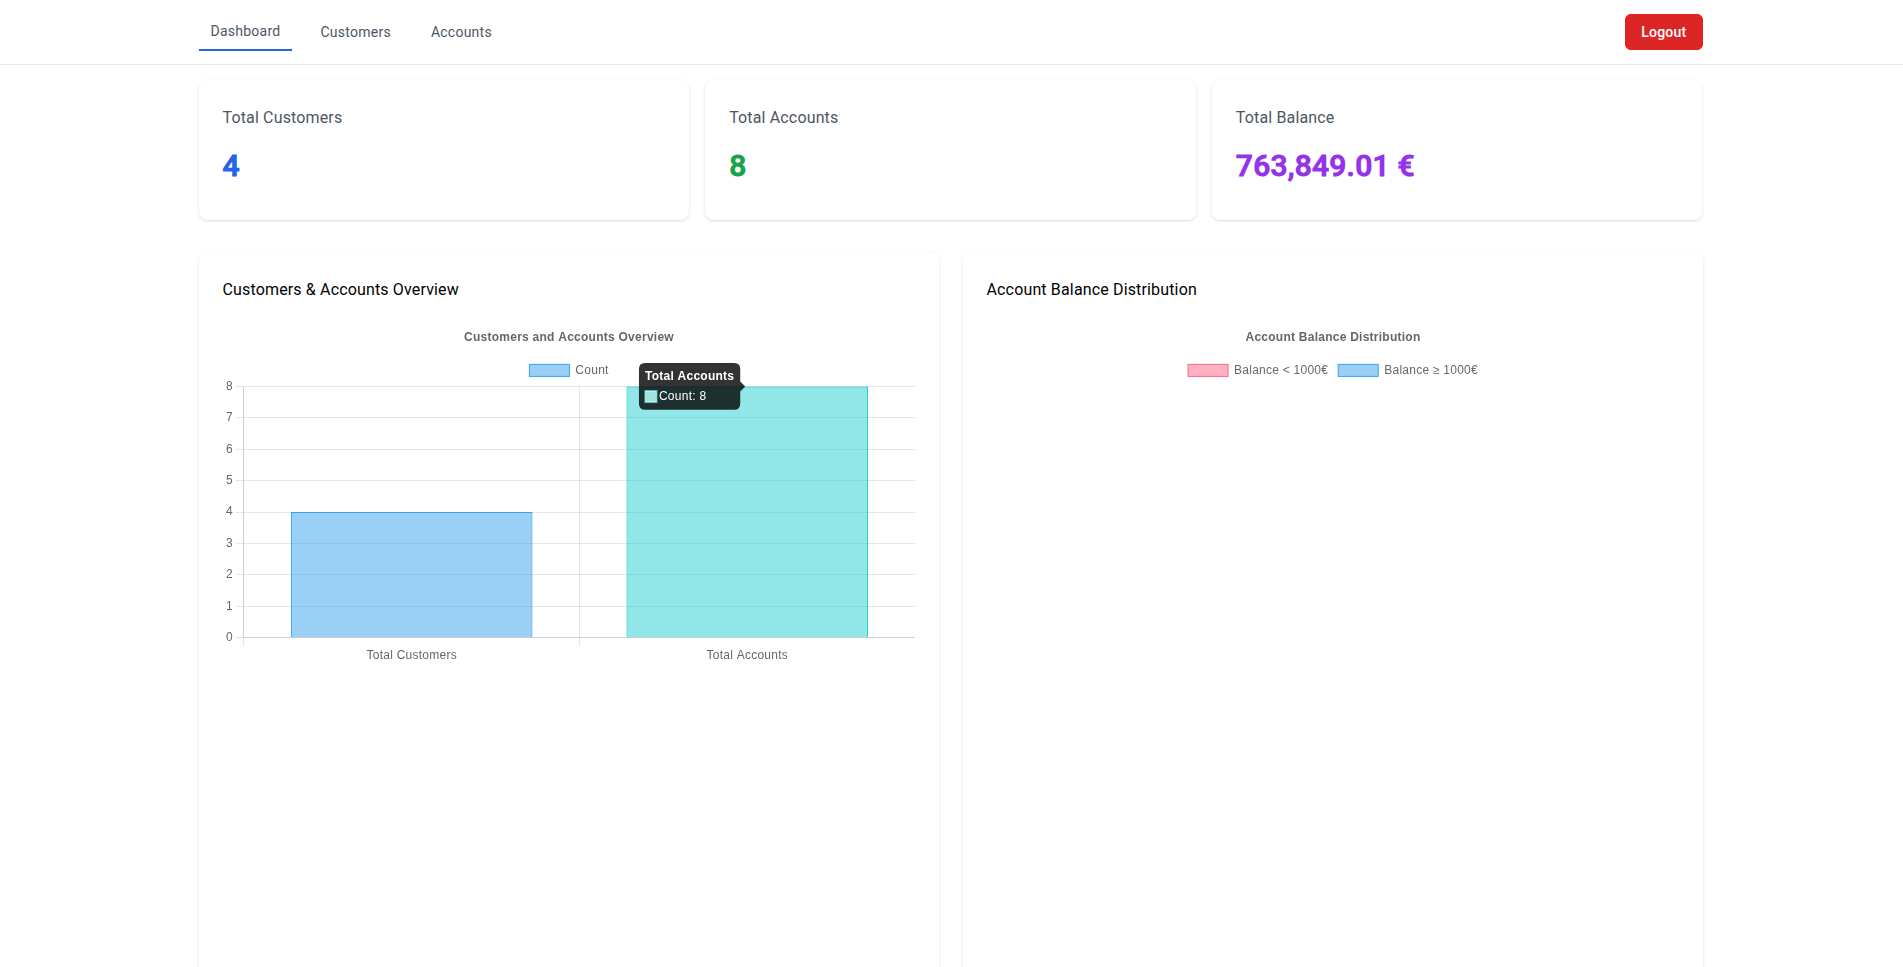 Dashboard
Customers
Accounts
Logout
Total Customers
4
Total Accounts
8
Total Balance
763,849.01 €
Customers & Accounts Overview
Customers and Accounts Overview
Count
Total Accounts
Count: 8
8
7
6
5
4
3
2
1
0
Total Customers
Total Accounts
Account Balance Distribution
Account Balance Distribution
Balance < 1000€
Balance ≥ 1000€